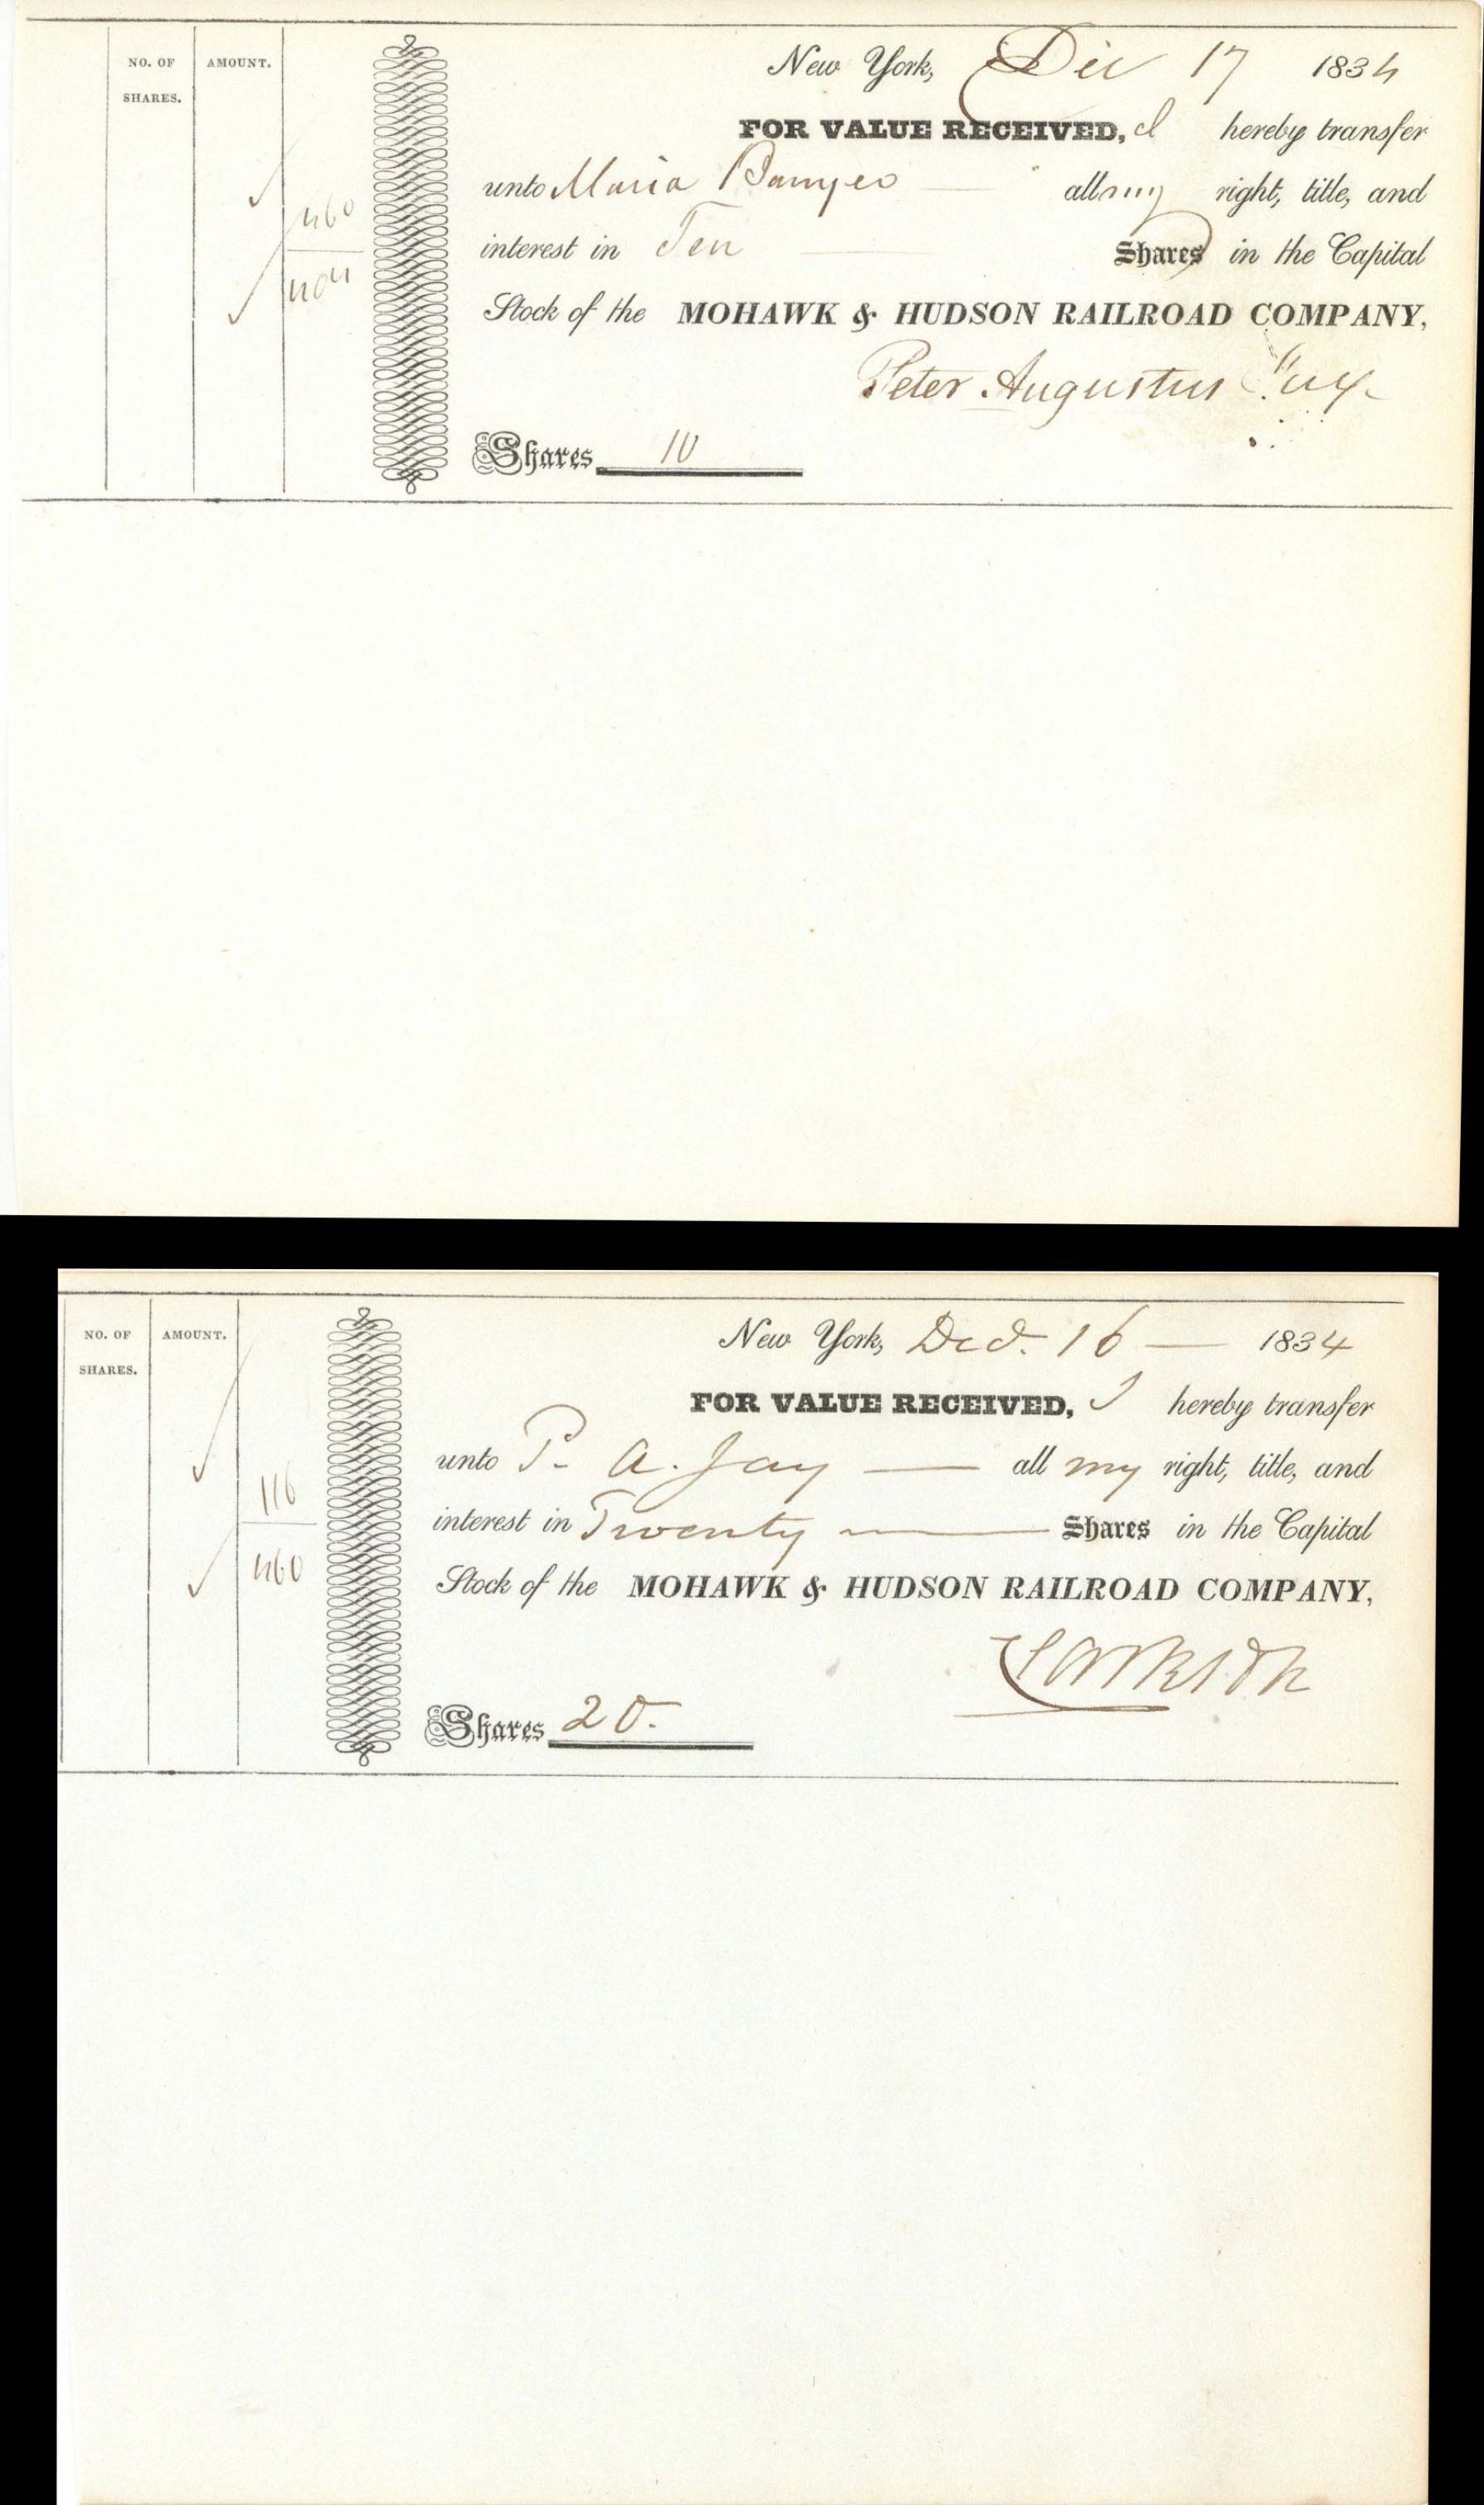 NO. OF
SHARES.
AMOUNT.
New York, Dec 17 1834
FOR VALUE RECEIVED, I hereby transfer
unto Maria Banyer all my right, title, and
interest in Ten Shares in the Capital
Stock of the MOHAWK & HUDSON RAILROAD COMPANY,
Peter Augustus Jay
Shares 10
460
NO. OF
SHARES.
AMOUNT.
New York, Decr. 16 — 1834
FOR VALUE RECEIVED, I hereby transfer
unto P. A. Jay — all my right, title, and
interest in Twenty — Shares in the Capital
Stock of the MOHAWK & HUDSON RAILROAD COMPANY,
Shares 20.
116
460